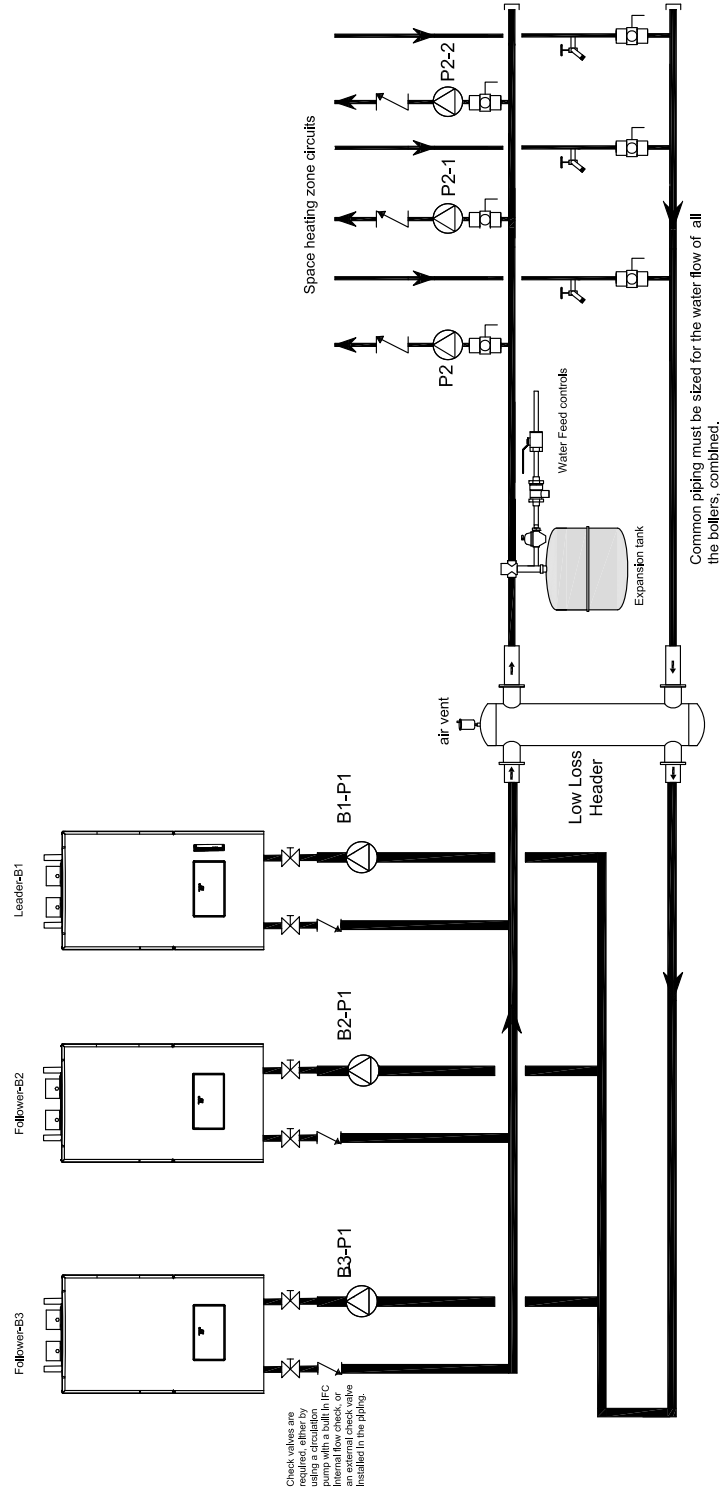 Follower-B3
Follower-B2
Leader-B1
Check valves are
required, either by
using a circulation
pump with a built in IFC
Internal flow check, or
an external check valve
installed in the piping.
B3-P1
B2-P1
B1-P1
Low Loss
Header
air vent
Expansion tank
Water Feed controls
Space heating zone circuits
P2
P2-1
P2-2
Common piping must be sized for the water flow of all
the boilers, combined.